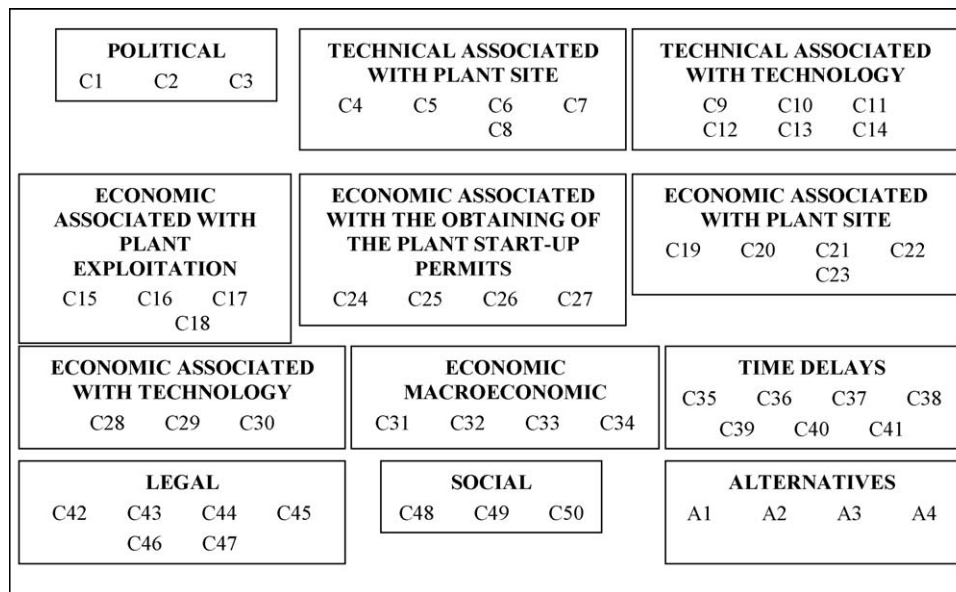 POLITICAL
C1 C2 C3
TECHNICAL ASSOCIATED
WITH PLANT SITE
C4 C5 C6 C7
C8
TECHNICAL ASSOCIATED
WITH TECHNOLOGY
C9 C10 C11
C12 C13 C14
ECONOMIC
ASSOCIATED WITH
PLANT
EXPLOITATION
C15 C16 C17
C18
ECONOMIC ASSOCIATED
WITH THE OBTAINING OF
THE PLANT START-UP
PERMITS
C24 C25 C26 C27
ECONOMIC ASSOCIATED
WITH PLANT SITE
C19 C20 C21 C22
C23
ECONOMIC ASSOCIATED
WITH TECHNOLOGY
C28 C29 C30
ECONOMIC
MACROECONOMIC
C31 C32 C33 C34
TIME DELAYS
C35 C36 C37 C38
C39 C40 C41
LEGAL
C42 C43 C44 C45
C46 C47
SOCIAL
C48 C49 C50
ALTERNATIVES
A1 A2 A3 A4